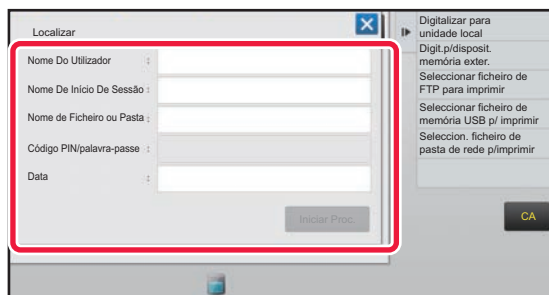 Localizar
Nome Do Utilizador :
Nome De Início De Sessão :
Nome de Ficheiro ou Pasta :
Código PIN/palavra-passe :
Data :
Iniciar Proc.
Digitalizar para
unidade local
Digit.p/disposit.
memória exter.
Seleccionar ficheiro de
FTP para imprimir
Seleccionar ficheiro de
memória USB p/ imprimir
Seleccion. ficheiro de
pasta de rede p/imprimir
CA